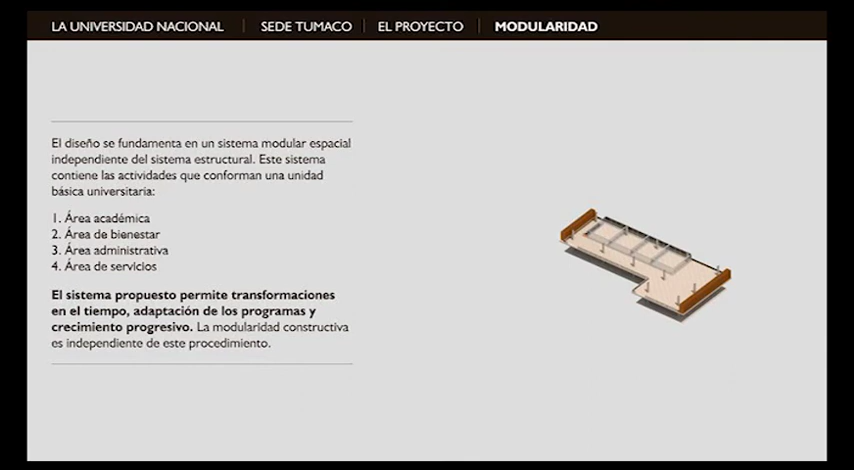 LA UNIVERSIDAD NACIONAL | SEDE TUMACO | EL PROYECTO | MODULARIDAD
El diseño se fundamenta en un sistema modular espacial
independiente del sistema estructural. Este sistema
contiene las actividades que conforman una unidad
básica universitaria:
1. Área académica
2. Área de bienestar
3. Área administrativa
4. Área de servicios
El sistema propuesto permite transformaciones
en el tiempo, adaptación de los programas y
crecimiento progresivo. La modularidad constructiva
es independiente de este procedimiento.